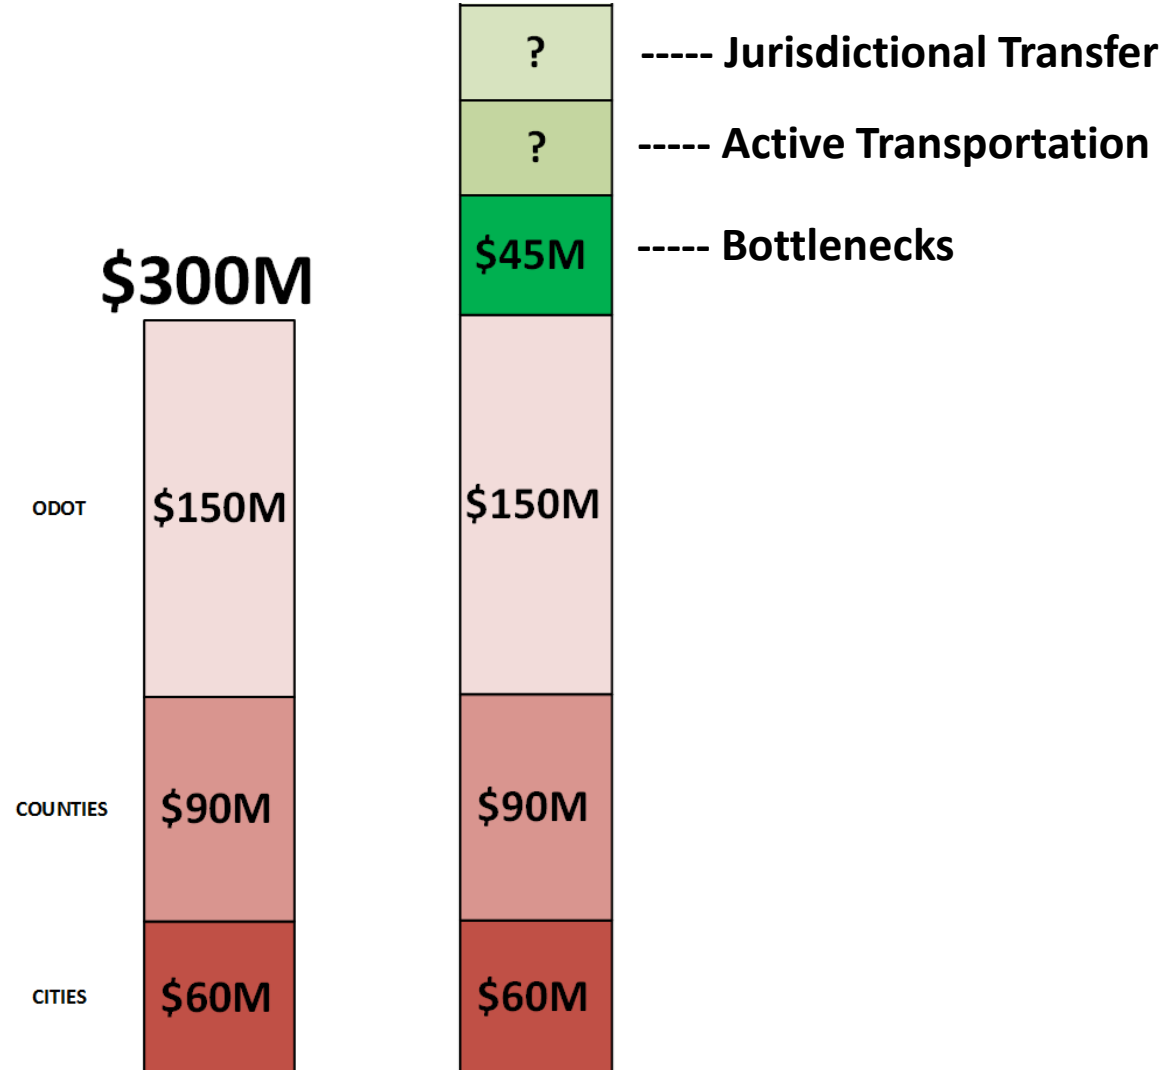 ? ----- Jurisdictional Transfer
? ----- Active Transportation
$45M ----- Bottlenecks
$300M
ODOT $150M $150M
COUNTIES $90M $90M
CITIES $60M $60M